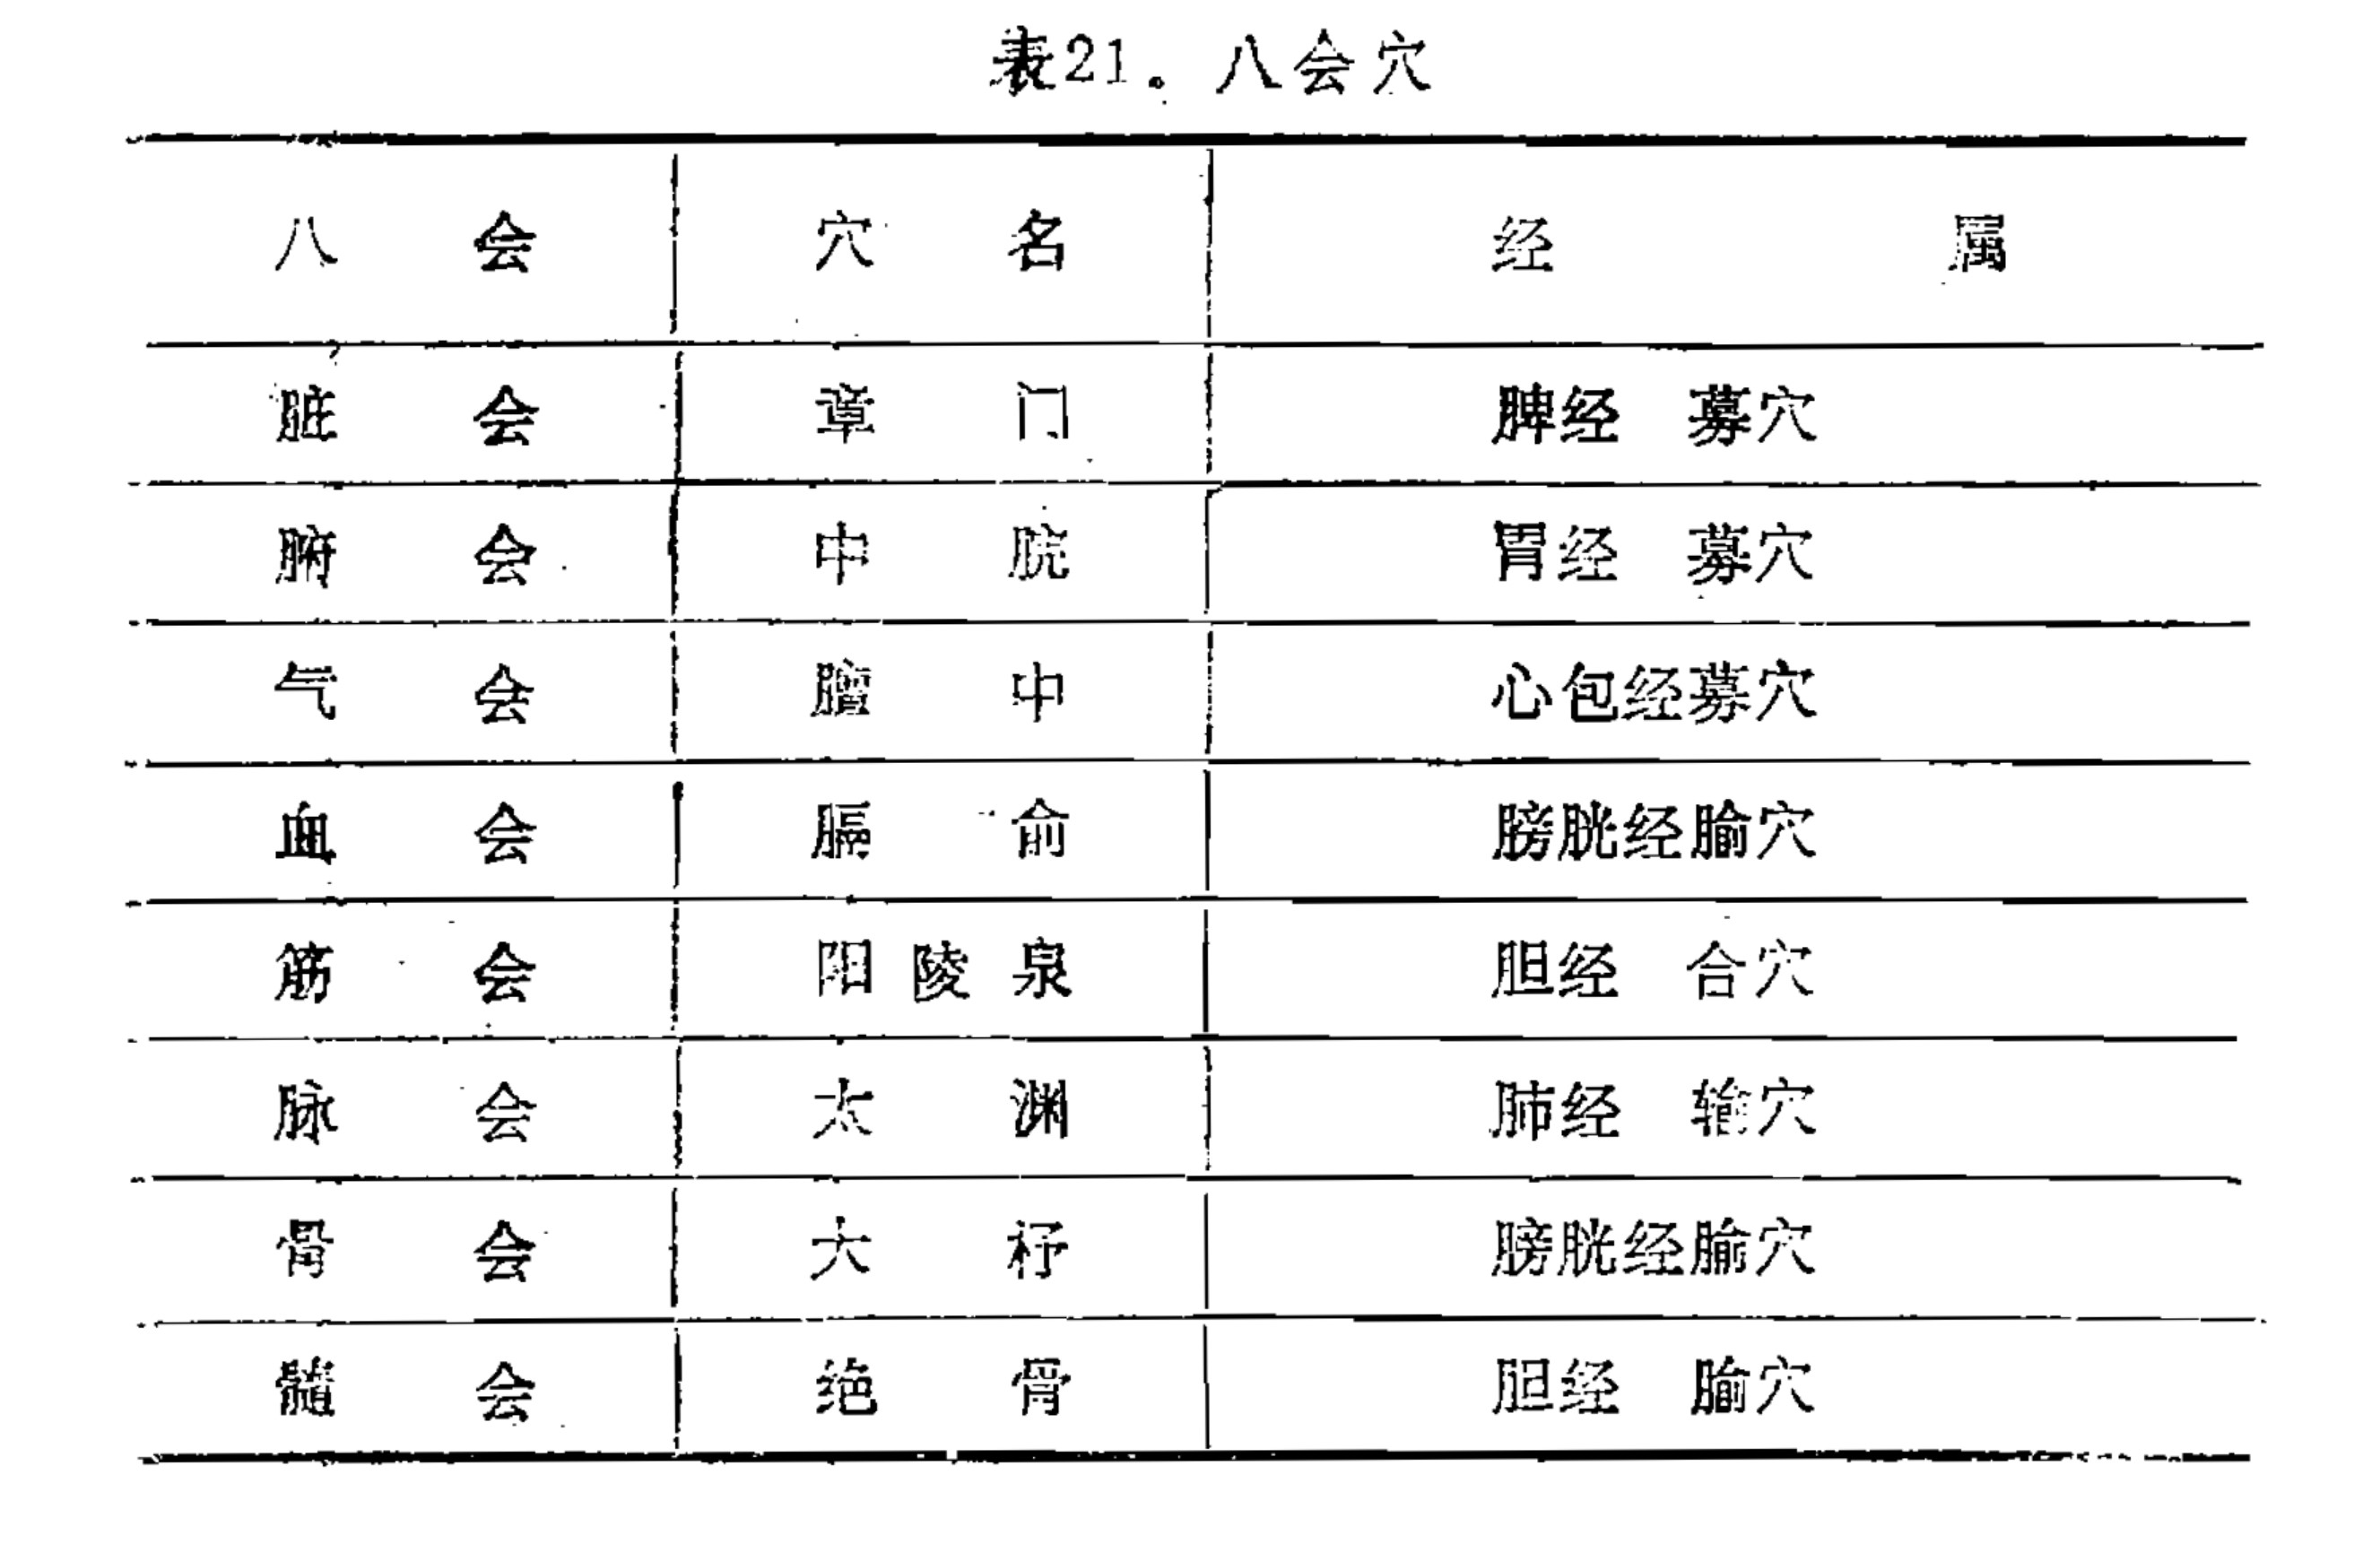 表21。八会穴
八会 穴名 经属
脏会 章门 脾经 募穴
腑会 中脘 胃经 募穴
气会 膻中 心包经募穴
血会 膈俞 膀胱经腧穴
筋会 阳陵泉 胆经 合穴
脉会 太渊 肺经 输穴
骨会 大杼 膀胱经腧穴
髓会 绝骨 胆经 腧穴